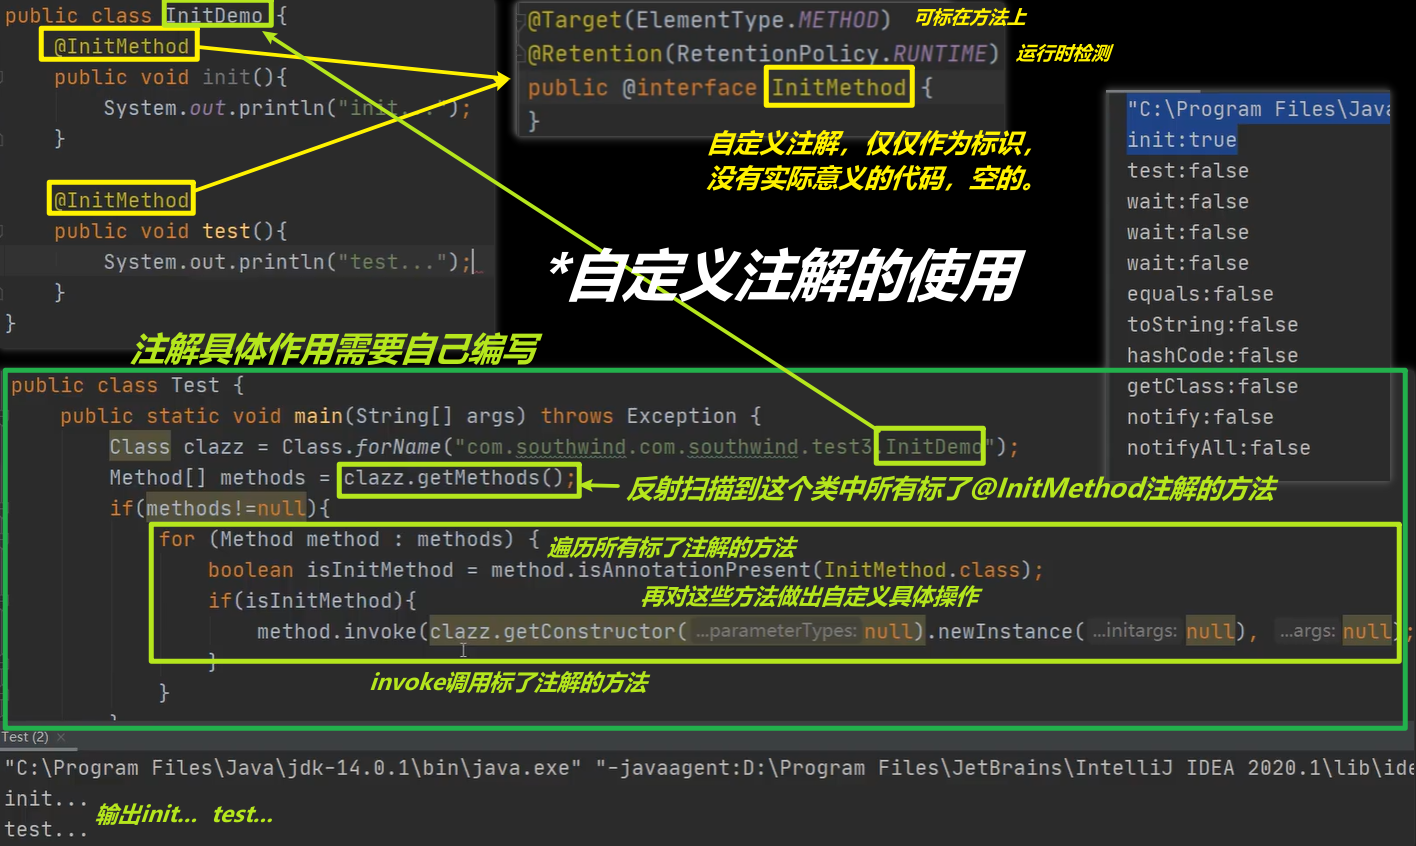 public class InitDemo {
@InitMethod
public void init(){
System.out.println("init...");
}
@InitMethod
public void test(){
System.out.println("test...");
}
}
@Target(ElementType.METHOD) 可标在方法上
@Retention(RetentionPolicy.RUNTIME) 运行时检测
public @interface InitMethod {
}
自定义注解，仅仅作为标识，
没有实际意义的代码，空的。
"C:\Program Files\Java
init:true
test:false
wait:false
wait:false
wait:false
equals:false
toString:false
hashCode:false
getClass:false
notify:false
notifyAll:false
*自定义注解的使用
注解具体作用需要自己编写
public class Test {
public static void main(String[] args) throws Exception {
Class clazz = Class.forName("com.southwind.com.southwind.test3.InitDemo");
Method[] methods = clazz.getMethods();
反射扫描到这个类中所有标了@InitMethod注解的方法
if(methods!=null){
for (Method method : methods) {
遍历所有标了注解的方法
boolean isInitMethod = method.isAnnotationPresent(InitMethod.class);
if(isInitMethod){
再对这些方法做出自定义具体操作
method.invoke(clazz.getConstructor( ...parameterTypes: null).newInstance( ...initargs: null), ...args: null);
}
invoke调用标了注解的方法
}
Test (2) ×
"C:\Program Files\Java\jdk-14.0.1\bin\java.exe" "-javaagent:D:\Program Files\JetBrains\IntelliJ IDEA 2020.1\lib\ide
init...
输出init... test...
test...